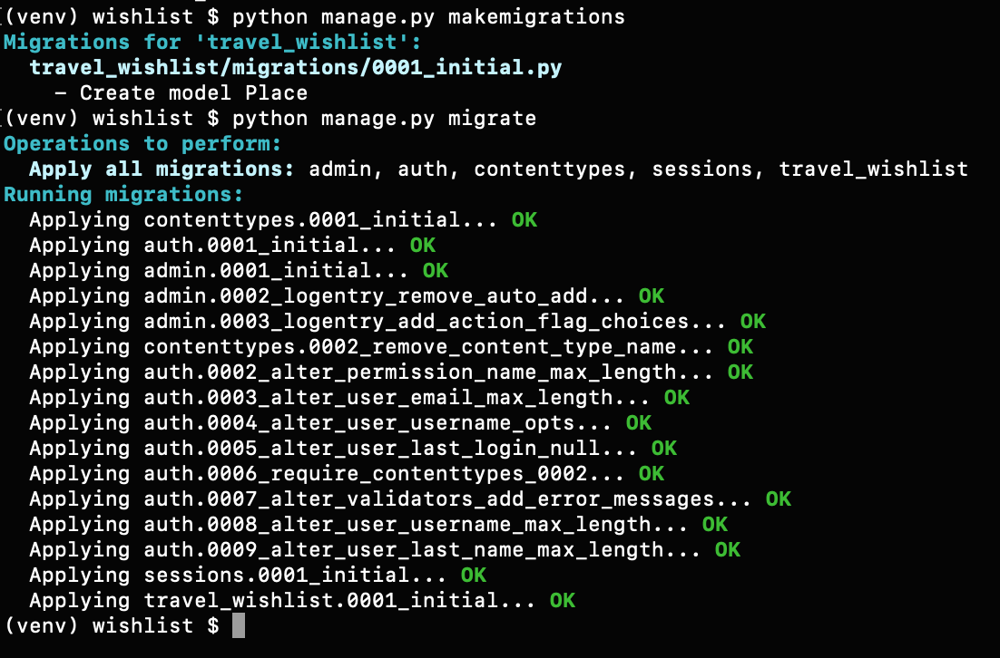 (venv) wishlist $ python manage.py makemigrations
Migrations for 'travel_wishlist':
travel_wishlist/migrations/0001_initial.py
– Create model Place
(venv) wishlist $ python manage.py migrate
Operations to perform:
Apply all migrations: admin, auth, contenttypes, sessions, travel_wishlist
Running migrations:
Applying contenttypes.0001_initial... OK
Applying auth.0001_initial... OK
Applying admin.0001_initial... OK
Applying admin.0002_logentry_remove_auto_add... OK
Applying admin.0003_logentry_add_action_flag_choices... OK
Applying contenttypes.0002_remove_content_type_name... OK
Applying auth.0002_alter_permission_name_max_length... OK
Applying auth.0003_alter_user_email_max_length... OK
Applying auth.0004_alter_user_username_opts... OK
Applying auth.0005_alter_user_last_login_null... OK
Applying auth.0006_require_contenttypes_0002... OK
Applying auth.0007_alter_validators_add_error_messages... OK
Applying auth.0008_alter_user_username_max_length... OK
Applying auth.0009_alter_user_last_name_max_length... OK
Applying sessions.0001_initial... OK
Applying travel_wishlist.0001_initial... OK
(venv) wishlist $